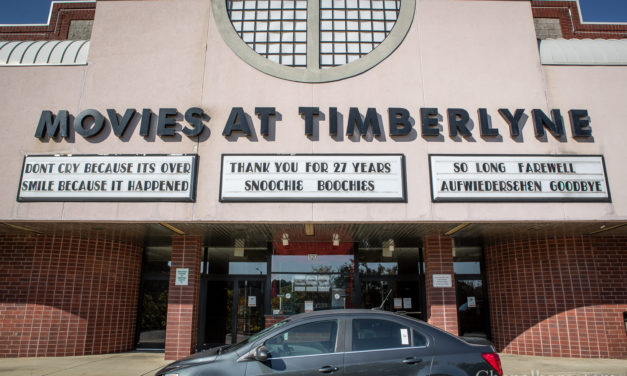 MOVIES AT TIMBERLYNE
DONT CRY BECAUSE ITS OVER
SMILE BECAUSE IT HAPPENED
THANK YOU FOR 27 YEARS
SNOOCHIE BOOCHIES
SO LONG FAREWELL
AUFWIEDERSEHEN GOODBYE